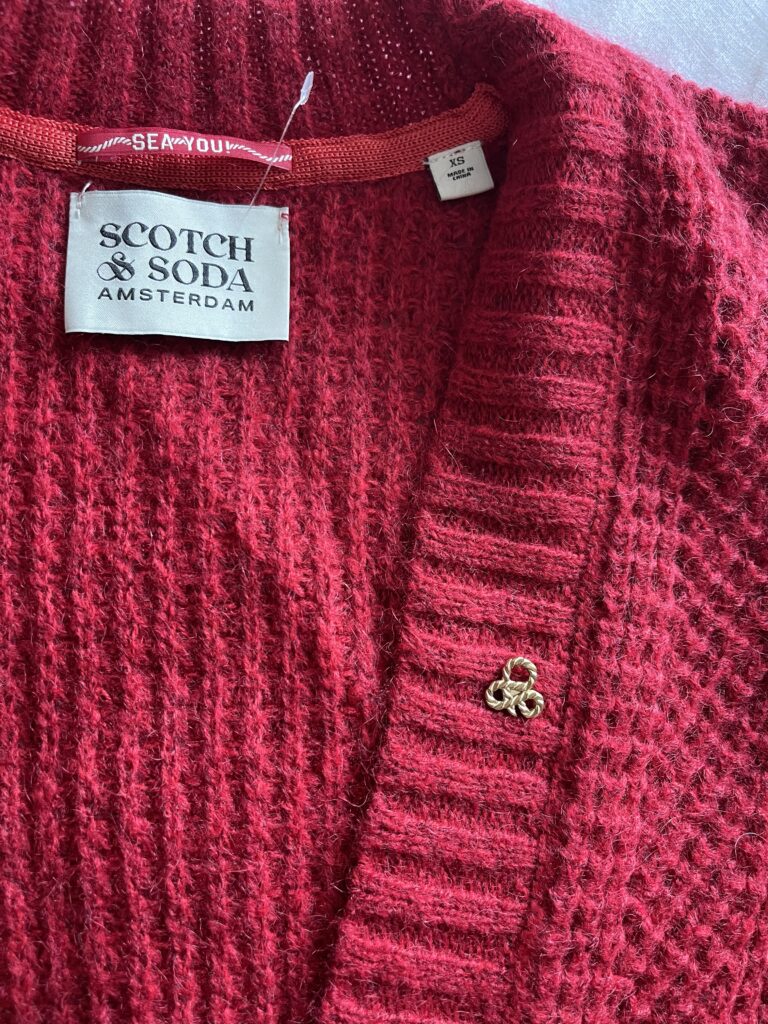 SEA YOU!
XS
MADE IN
CHINA
SCOTCH
& SODA
AMSTERDAM